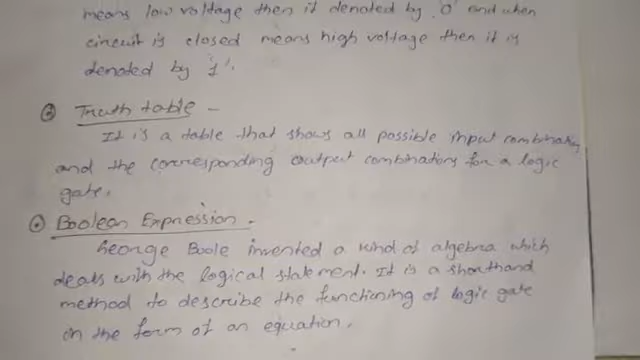 means low voltage then it denoted by '0' and when
circuit is closed means high voltage then it is
denoted by '1'.
Truth table -
It is a table that shows all possible input combinations
and the corresponding output combinations for a logic
gate.
Boolean Expression -
George Boole invented a kind of algebra which
deals with the logical statement. It is a shorthand
method to describe the functioning of logic gate
in the form of an equation.